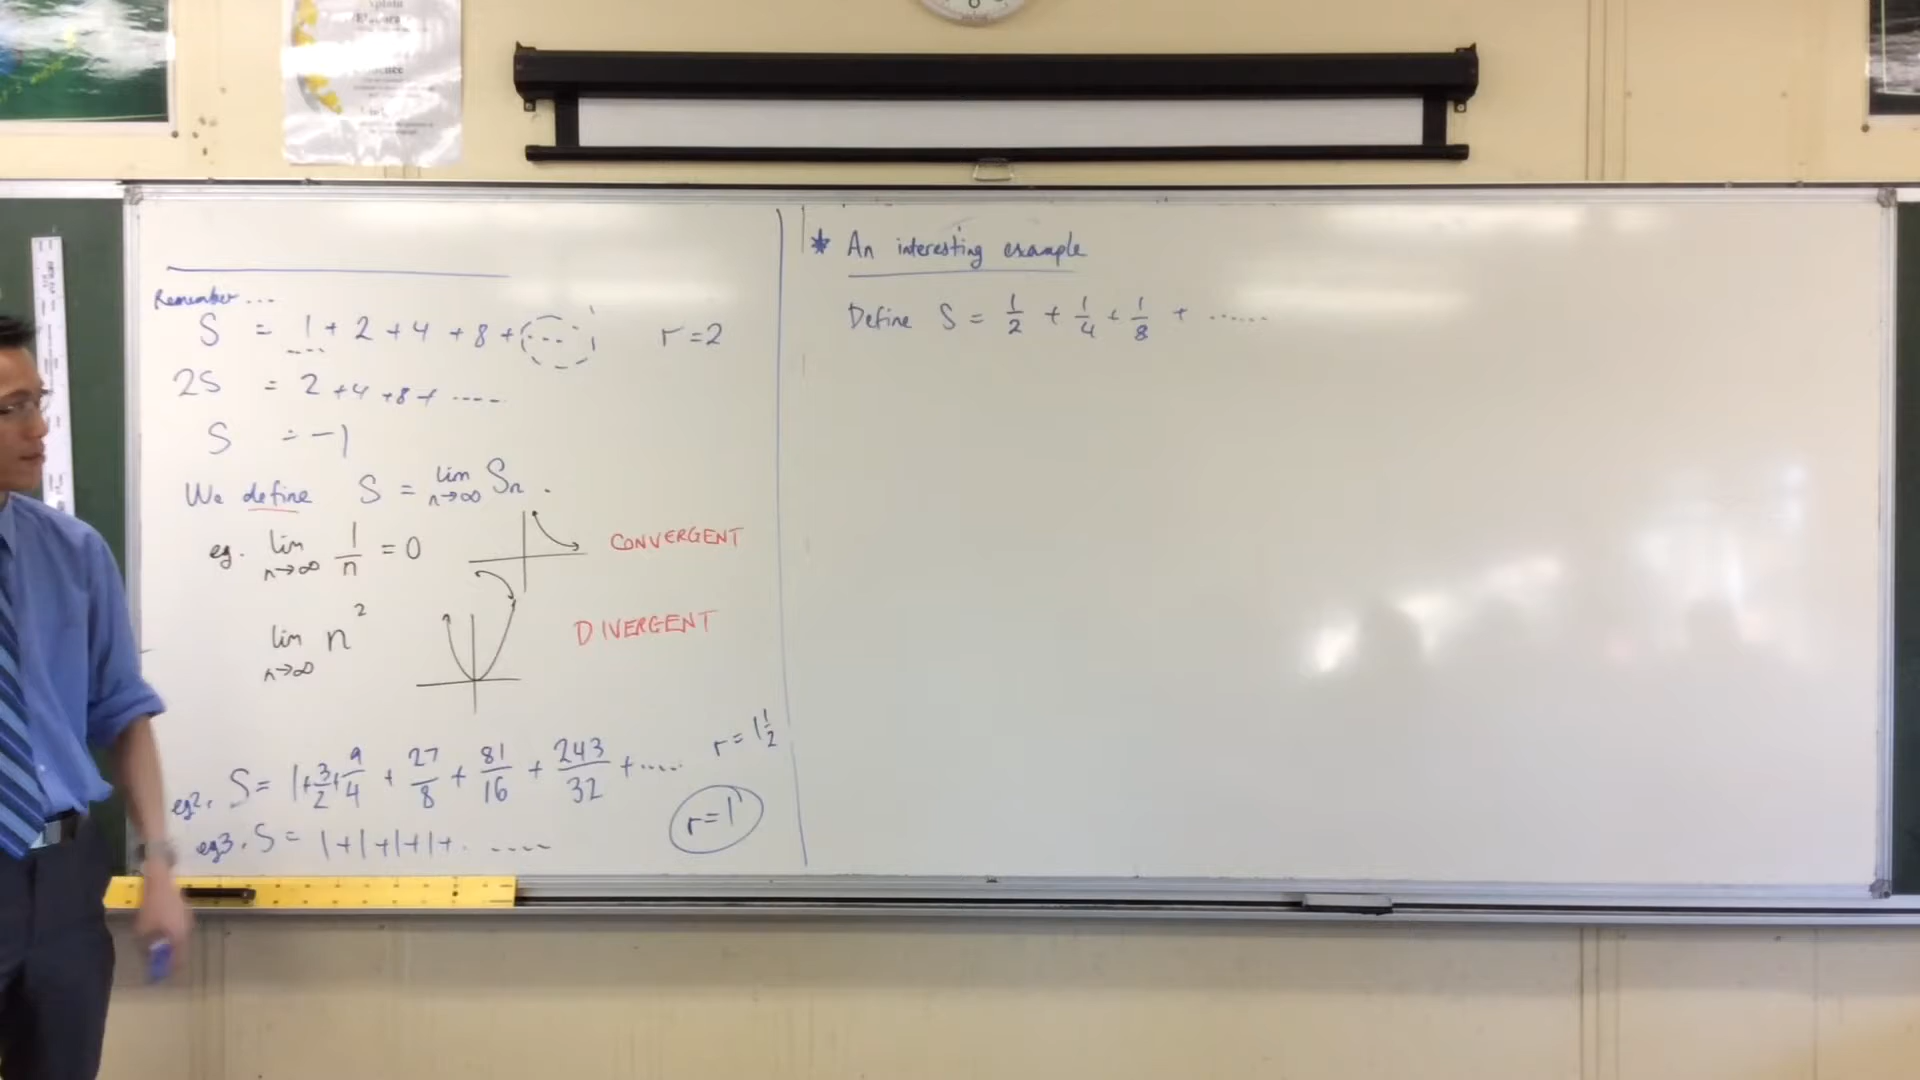 Remember ...
S = 1 + 2 + 4 + 8 + ... r = 2
2S = 2 + 4 + 8 + .....
S = -1
We define S = lim n→∞ Sn .
eg. lim n→∞ 1/n = 0 CONVERGENT
lim n→∞ n² DIVERGENT
eg2. S = 1 + 3/2 + 9/4 + 27/8 + 81/16 + 243/32 + ..... r = 1 1/2
eg3. S = 1 + 1 + 1 + 1 + ..... r = 1
* An interesting example
Define S = 1/2 + 1/4 + 1/8 + ......